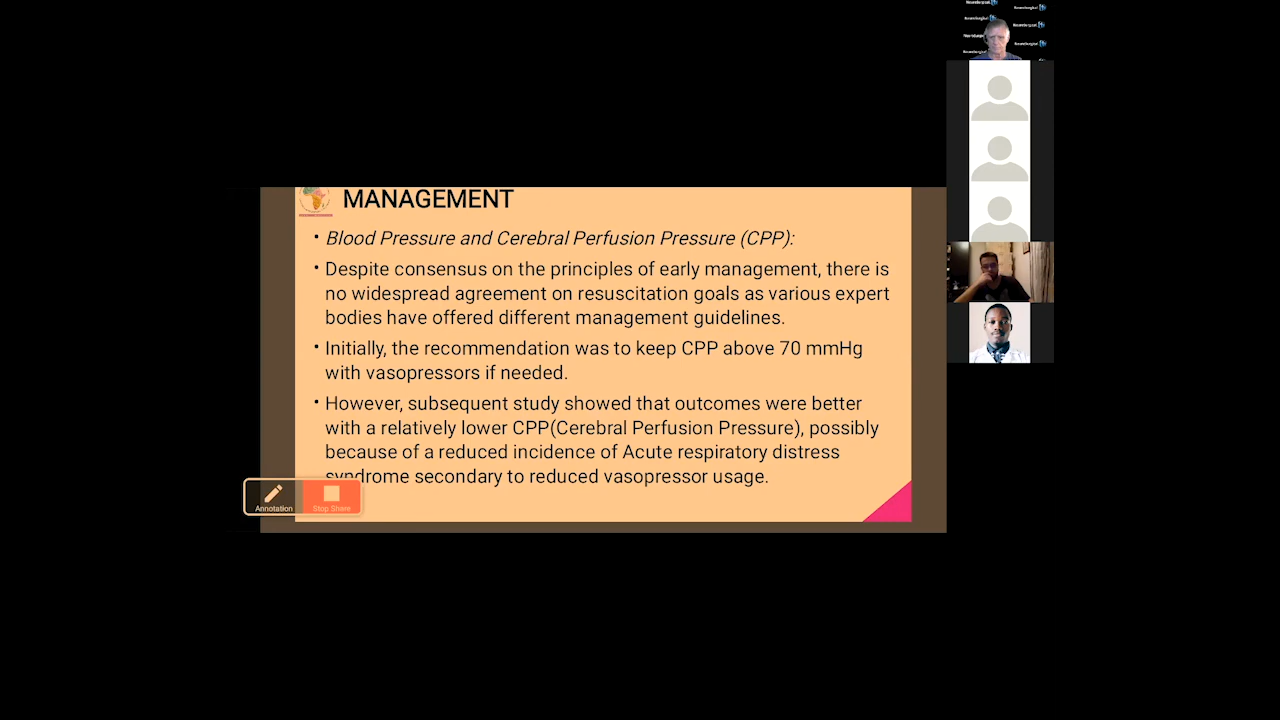 MANAGEMENT
• Blood Pressure and Cerebral Perfusion Pressure (CPP):
• Despite consensus on the principles of early management, there is
no widespread agreement on resuscitation goals as various expert
bodies have offered different management guidelines.
• Initially, the recommendation was to keep CPP above 70 mmHg
with vasopressors if needed.
• However, subsequent study showed that outcomes were better
with a relatively lower CPP(Cerebral Perfusion Pressure), possibly
because of a reduced incidence of Acute respiratory distress
syndrome secondary to reduced vasopressor usage.
Annotation
Stop Share